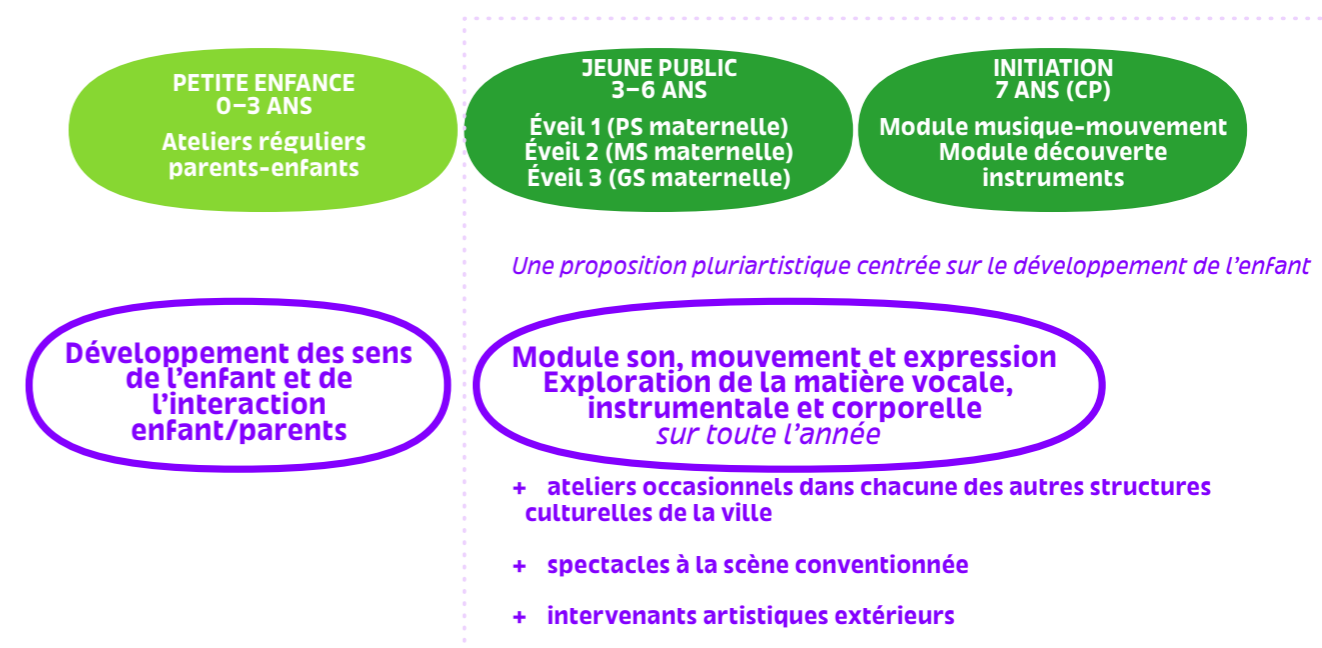 PETITE ENFANCE
0–3 ANS
Ateliers réguliers
parents-enfants
JEUNE PUBLIC
3–6 ANS
Éveil 1 (PS maternelle)
Éveil 2 (MS maternelle)
Éveil 3 (GS maternelle)
INITIATION
7 ANS (CP)
Module musique-mouvement
Module découverte
instruments
Une proposition pluriartistique centrée sur le développement de l'enfant
Développement des sens
de l'enfant et de
l'interaction
enfant/parents
Module son, mouvement et expression
Exploration de la matière vocale,
instrumentale et corporelle
sur toute l'année
+ ateliers occasionnels dans chacune des autres structures
culturelles de la ville
+ spectacles à la scène conventionnée
+ intervenants artistiques extérieurs